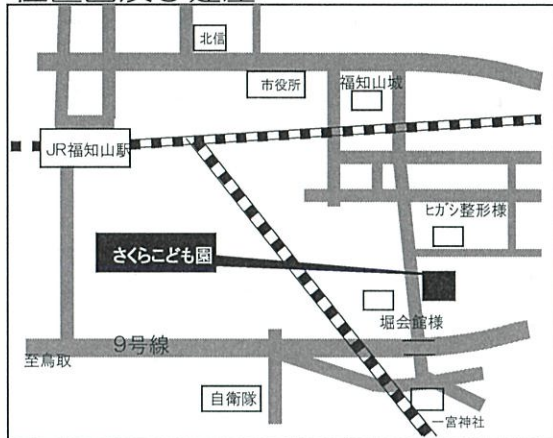 北信
市役所
福知山城
JR福知山駅
ヒガシ整形様
さくらこども園
堀会館様
9号線
至鳥取
自衛隊
一宮神社